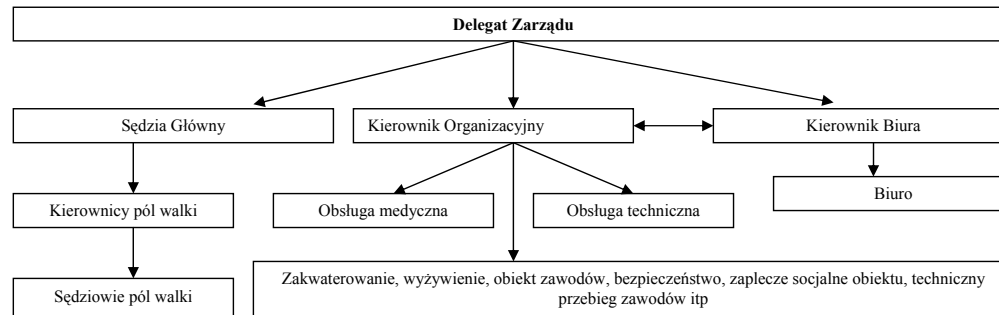 Delegat Zarządu
Sędzia Główny
Kierownik Organizacyjny
Kierownik Biura
Kierownicy pól walki
Obsługa medyczna
Obsługa techniczna
Biuro
Sędziowie pól walki
Zakwaterowanie, wyżywienie, obiekt zawodów, bezpieczeństwo, zaplecze socjalne obiektu, techniczny
przebieg zawodów itp